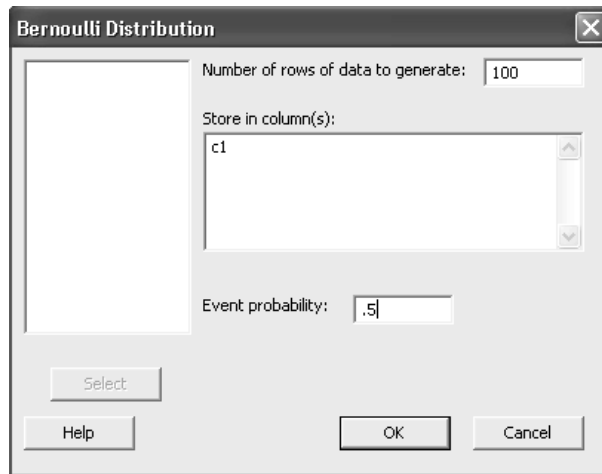 Bernoulli Distribution
Number of rows of data to generate: 100
Store in column(s):
c1
Event probability: .5
Select
Help OK Cancel